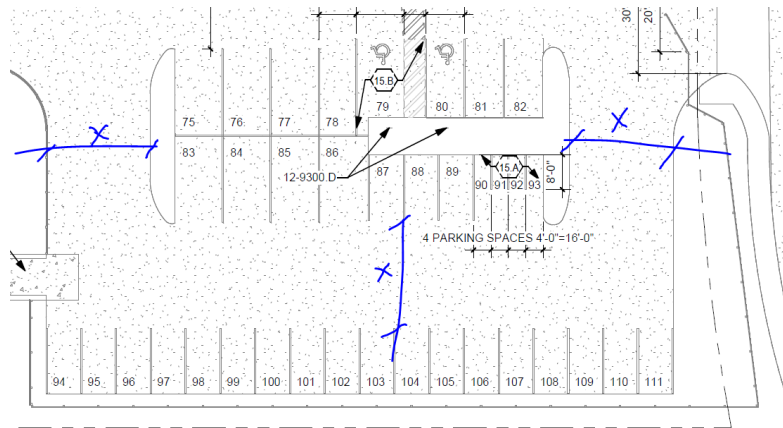 30'
20'
15.B
79 80 81 82
75 76 77 78
83 84 85 86
12-9300.D
87 88 89
15.A
90 91 92 93
8'-0"
4 PARKING SPACES 4'-0"=16'-0"
X
X
X
94 95 96 97 98 99 100 101 102 103 104 105 106 107 108 109 110 111